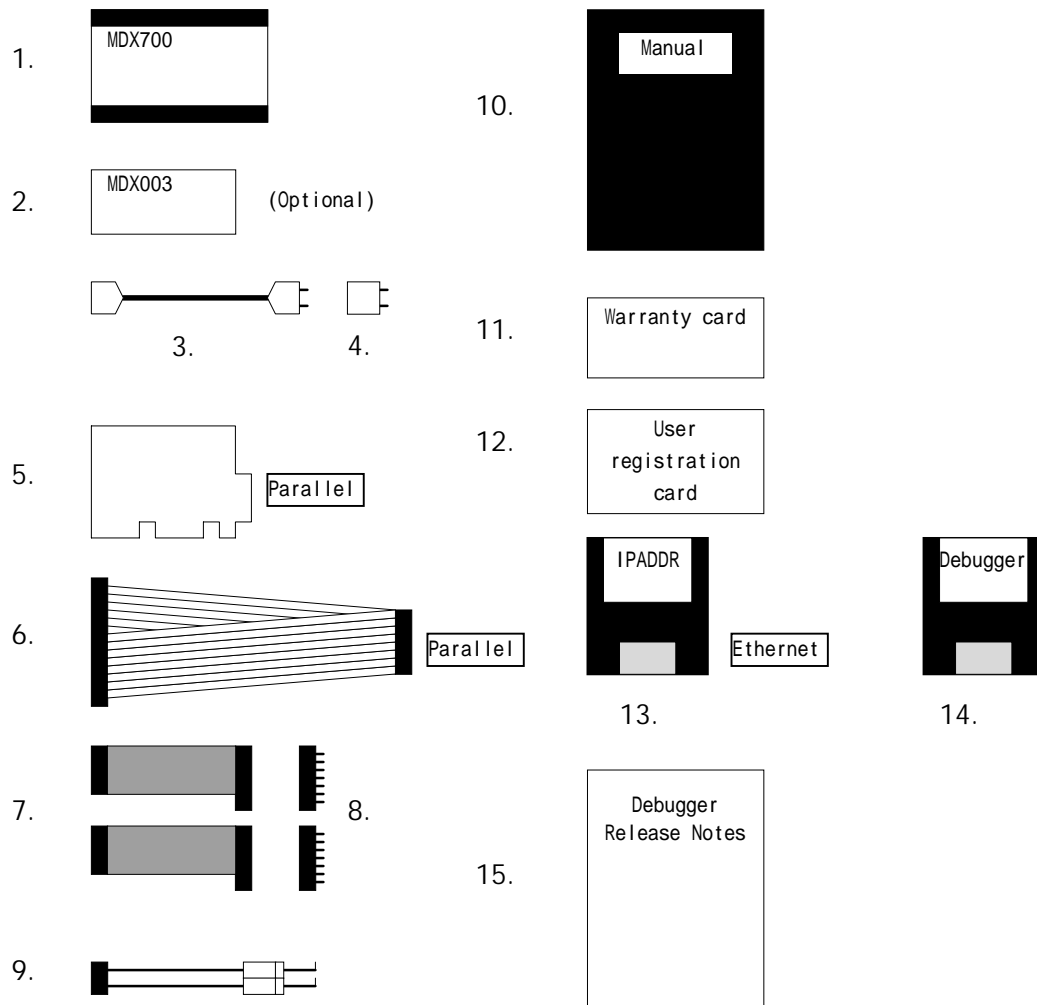 1.
MDX700
2.
MDX003
(Optional)
3.
4.
5.
Parallel
6.
Parallel
7.
8.
9.
10.
Manual
11.
Warranty card
12.
User
registration
card
IPADDR
Ethernet
13.
Debugger
14.
15.
Debugger
Release Notes